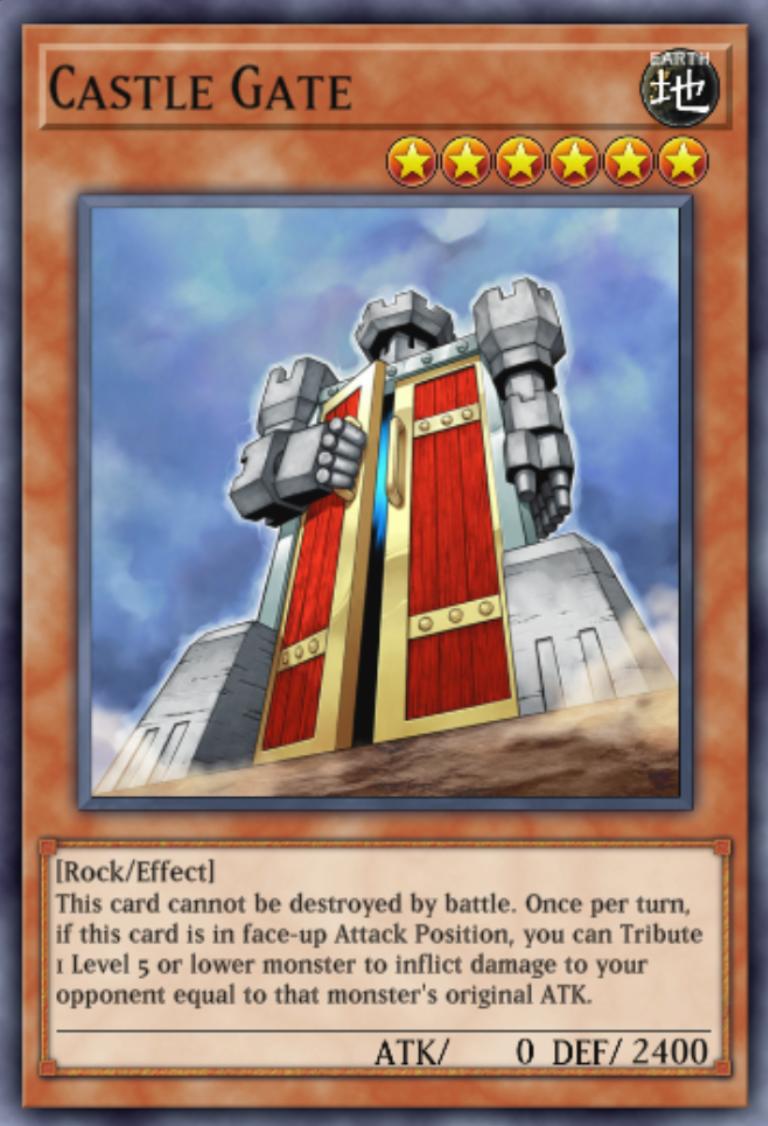 Castle Gate
EARTH
地
[Rock/Effect]
This card cannot be destroyed by battle. Once per turn,
if this card is in face-up Attack Position, you can Tribute
1 Level 5 or lower monster to inflict damage to your
opponent equal to that monster's original ATK.
ATK/ 0 DEF/ 2400